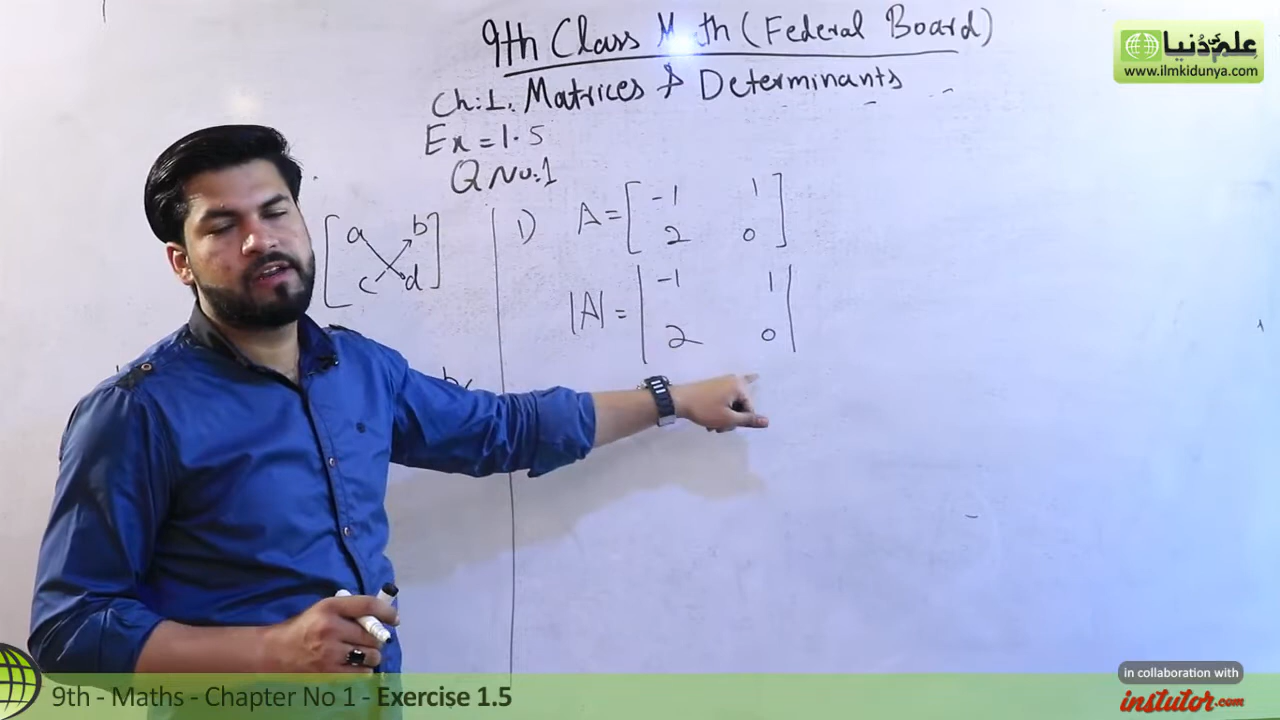 9th Class Math (Federal Board)
Ch:1. Matrices & Determinants
Ex = 1.5
Q No:1
a b
c d
1) A = [ -1 1
2 0 ]
|A| = | -1 1
2 0 |
bc
علم کی دنیا
www.ilmkidunya.com
in collaboration with
instutor.com
9th - Maths - Chapter No 1 - Exercise 1.5